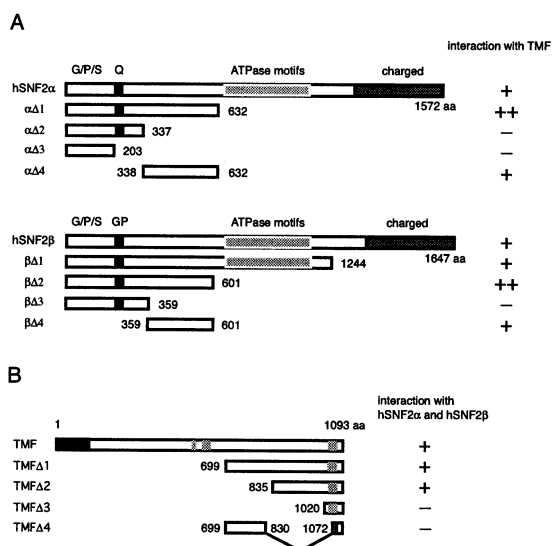 A
interaction with TMF
G/P/S Q ATPase motifs charged
hSNF2α +
1572 aa
αΔ1 632 ++
αΔ2 337 —
αΔ3 203 —
αΔ4 338 632 +
G/P/S GP ATPase motifs charged
hSNF2β +
1647 aa
βΔ1 1244 +
βΔ2 601 ++
βΔ3 359 —
βΔ4 359 601 +
B
interaction with
hSNF2α and hSNF2β
1 1093 aa
TMF +
TMFΔ1 699 +
TMFΔ2 835 +
TMFΔ3 1020 —
TMFΔ4 699 830 1072 —